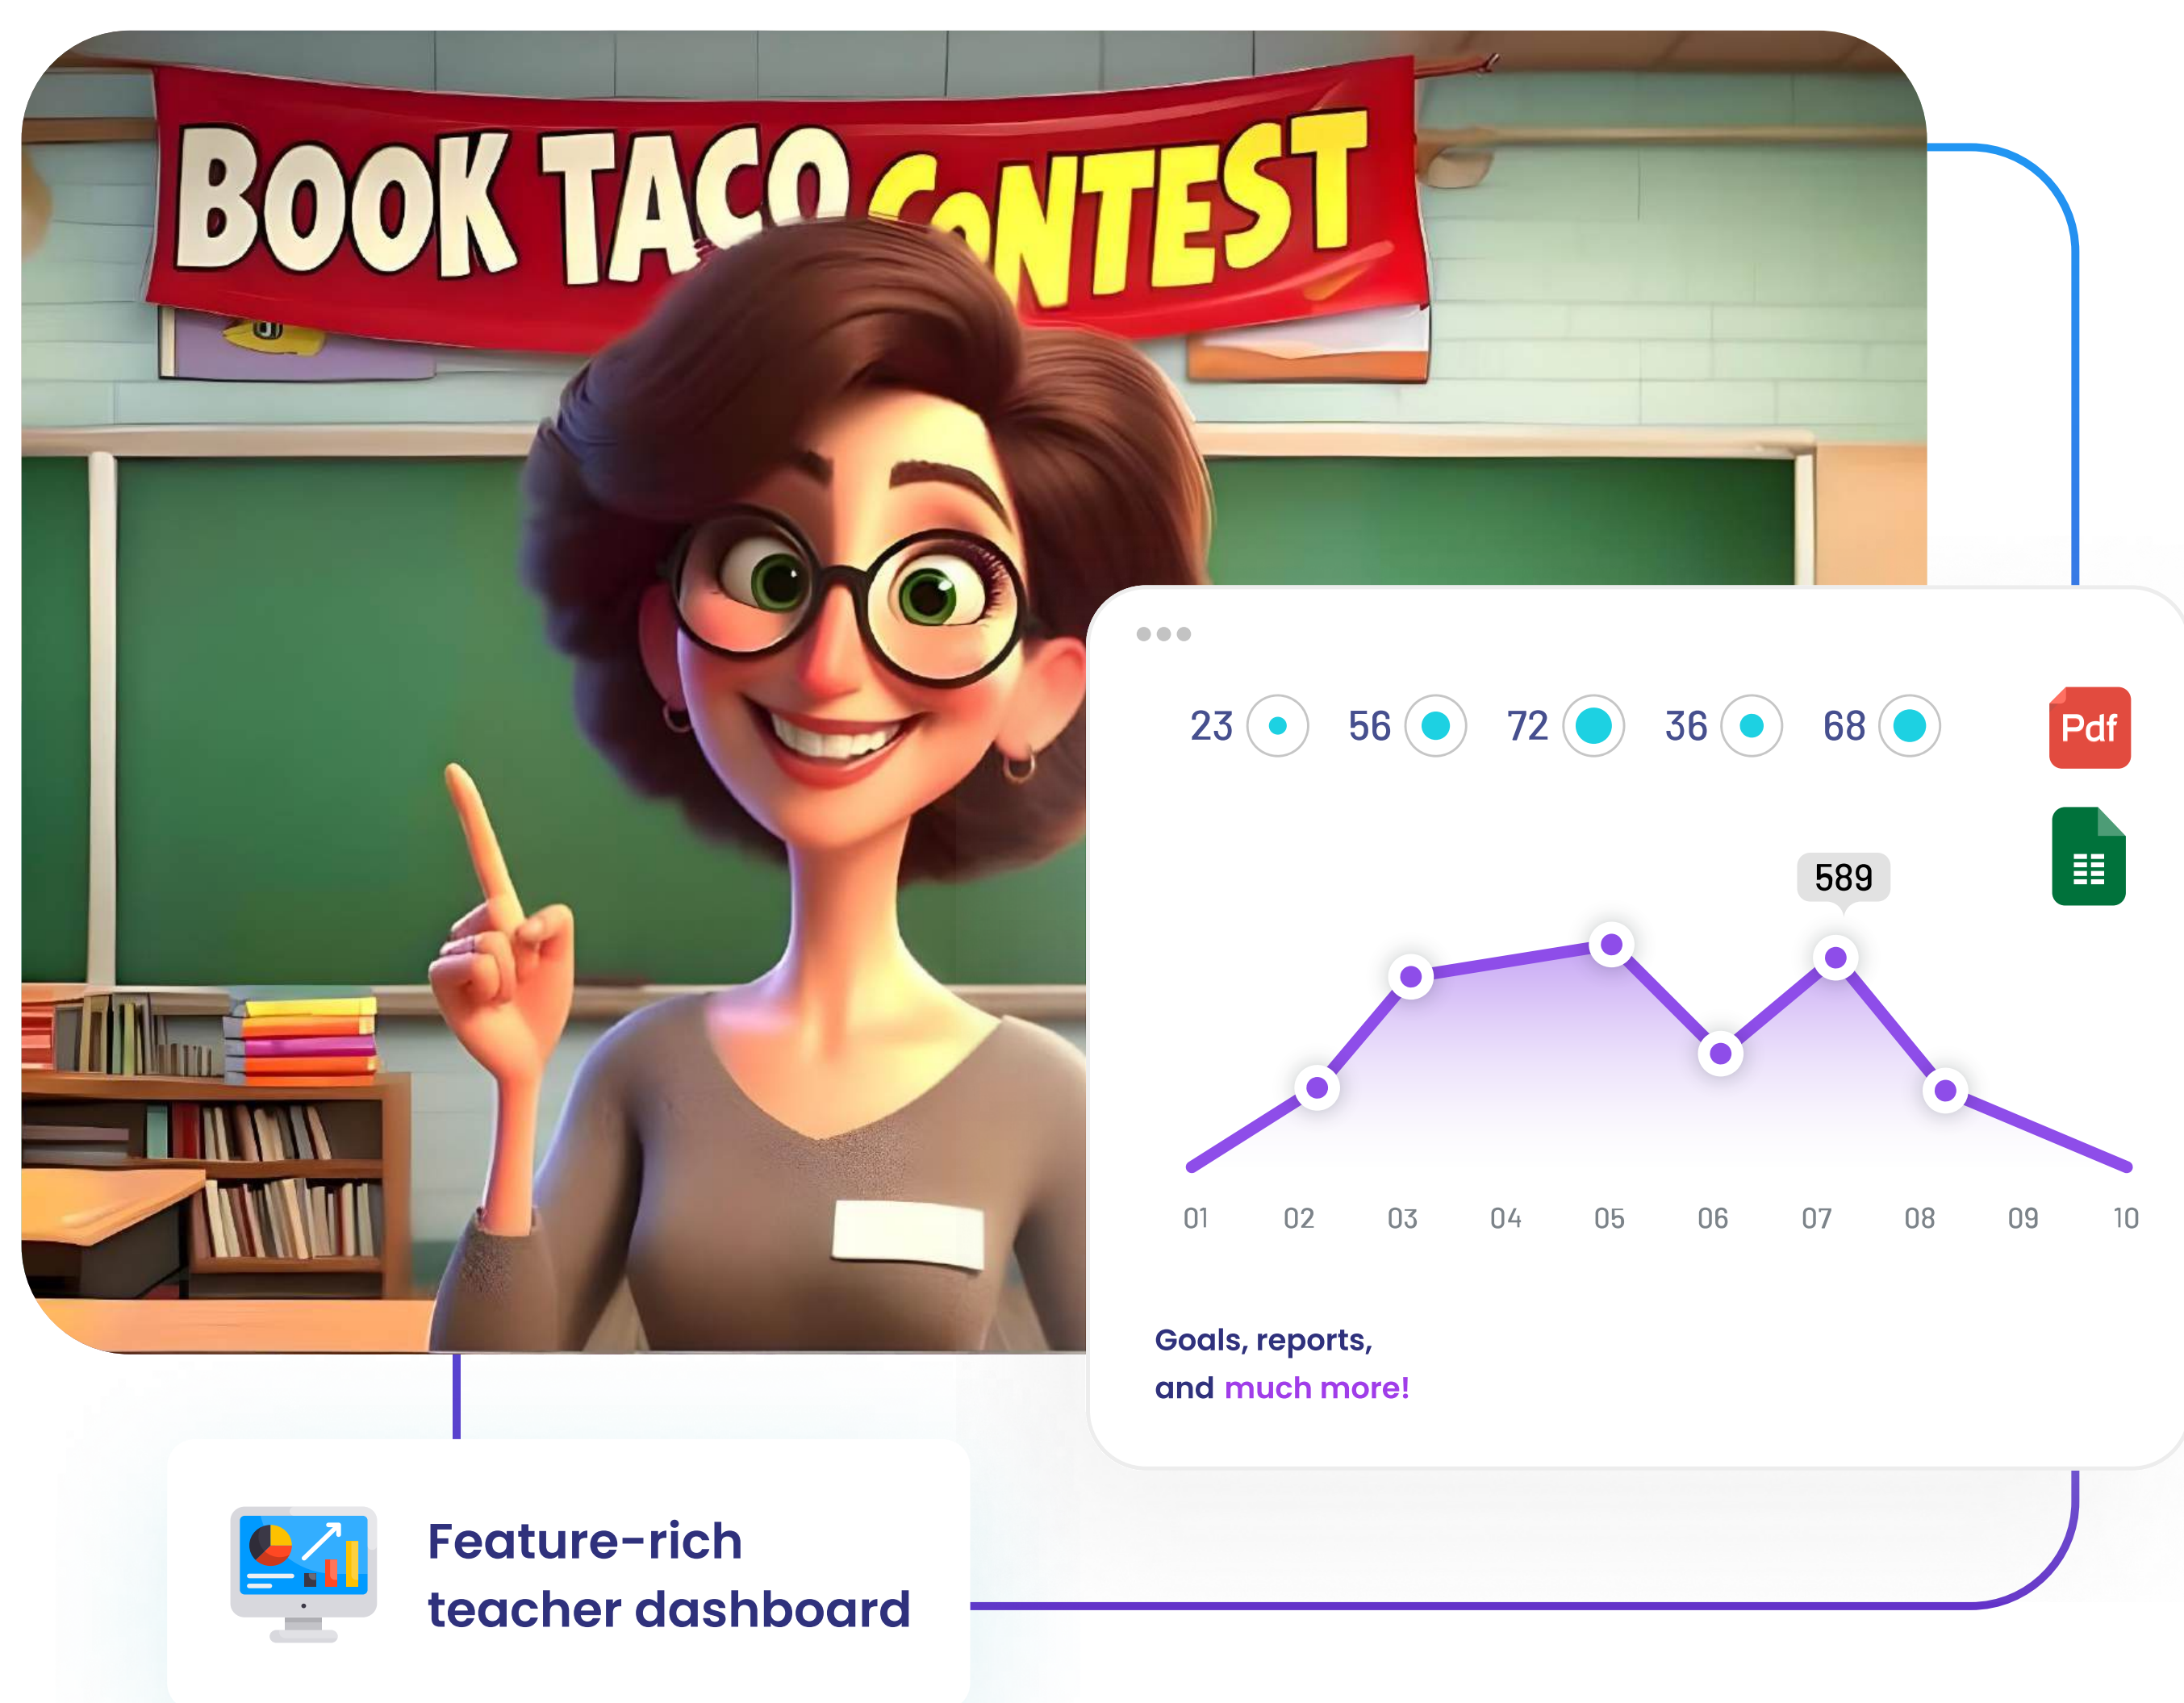 BOOK TACO CONTEST
23 56 72 36 68
Pdf
589
01 02 03 04 05 06 07 08 09 10
Goals, reports,
and much more!
Feature-rich
teacher dashboard